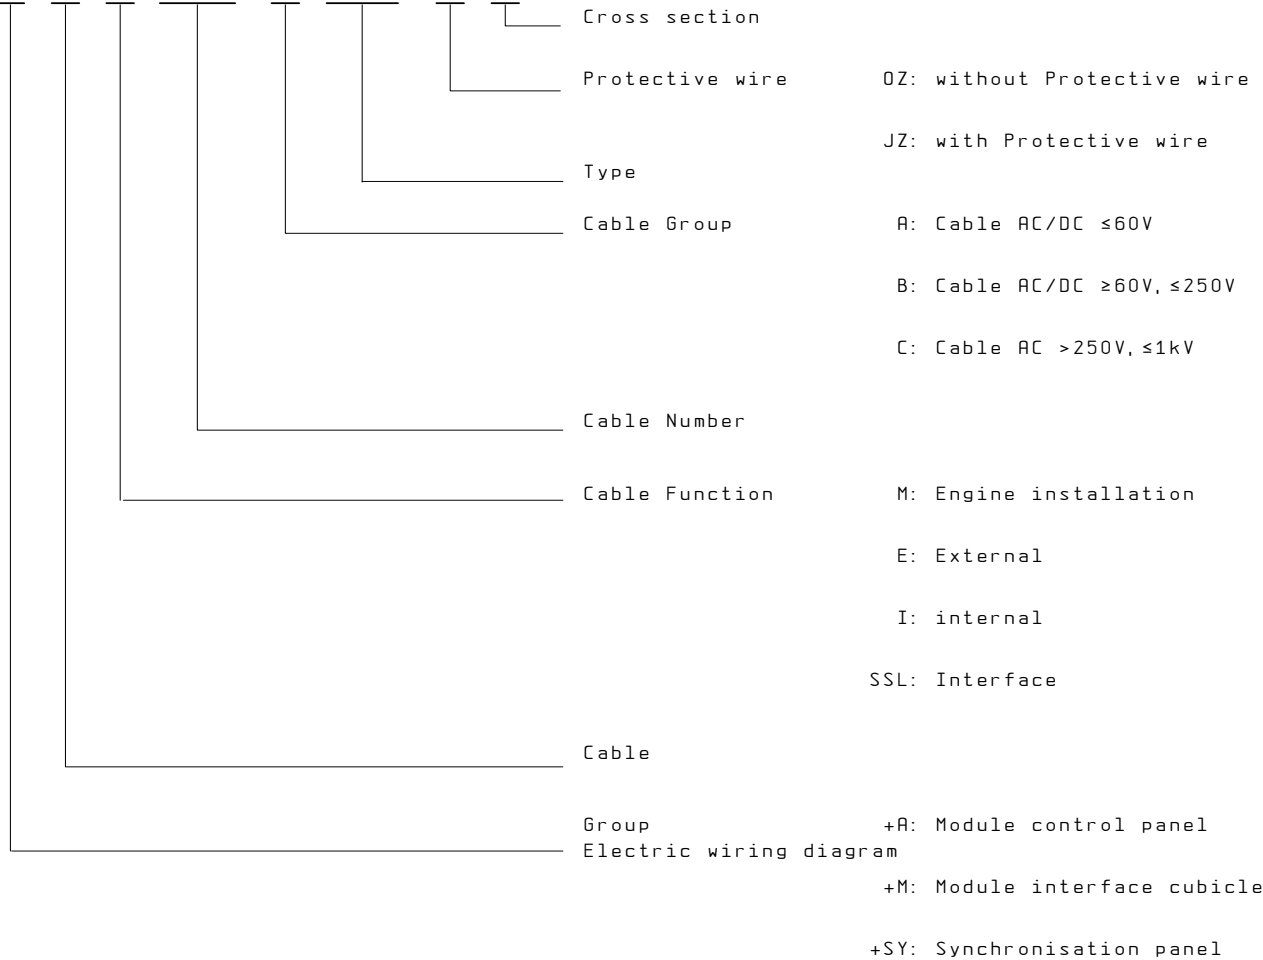 Cross section
Protective wire OZ: without Protective wire
JZ: with Protective wire
Type
Cable Group A: Cable AC/DC ≤60V
B: Cable AC/DC ≥60V, ≤250V
C: Cable AC >250V, ≤1kV
Cable Number
Cable Function M: Engine installation
E: External
I: internal
SSL: Interface
Cable
Group +A: Module control panel
Electric wiring diagram
+M: Module interface cubicle
+SY: Synchronisation panel